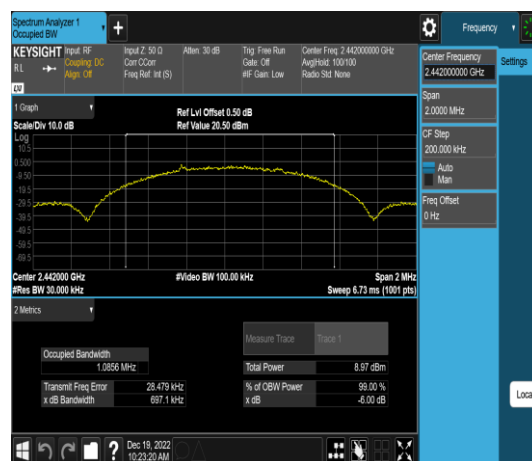 Spectrum Analyzer 1
Occupied BW
+
Frequency
KEYSIGHT
Input: RF
Coupling: DC
Align: Off
Input Z: 50 Ω
Corr CCorr
Freq Ref: Int (S)
Atten: 30 dB
Trig: Free Run
Gate: Off
#IF Gain: Low
Center Freq: 2.442000000 GHz
Avg|Hold: 100/100
Radio Std: None
RL
LXI
Center Frequency
2.442000000 GHz
Settings
Span
2.0000 MHz
CF Step
200.000 kHz
Auto
Man
Freq Offset
0 Hz
Local
1 Graph
Scale/Div 10.0 dB
Ref Lvl Offset 0.50 dB
Ref Value 20.50 dBm
Log
10.5
0.500
-9.50
-19.5
-29.5
-39.5
-49.5
-59.5
-69.5
Center 2.442000 GHz
#Video BW 100.00 kHz
Span 2 MHz
#Res BW 30.000 kHz
Sweep 6.73 ms (1001 pts)
2 Metrics
Measure Trace
Trace 1
Occupied Bandwidth
1.0856 MHz
Total Power
8.97 dBm
Transmit Freq Error
28.479 kHz
% of OBW Power
99.00 %
x dB Bandwidth
697.1 kHz
x dB
-6.00 dB
?
Dec 19, 2022
10:23:20 AM